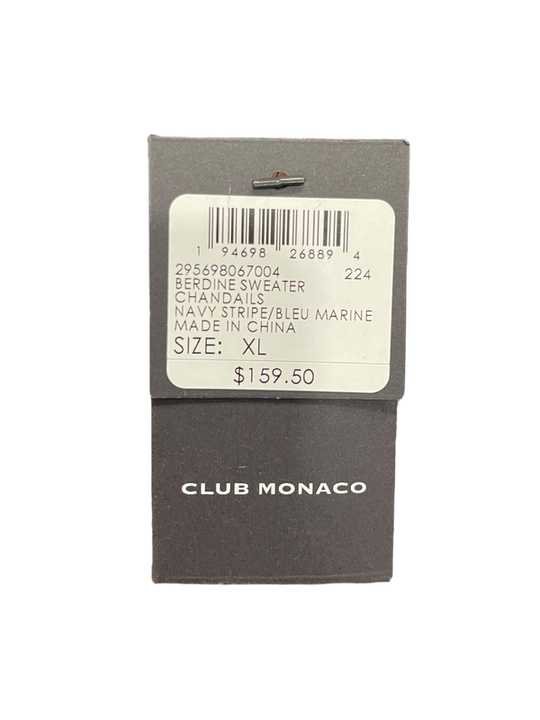 1 94698 26889 4
295698067004 224
BERDINE SWEATER
CHANDAILS
NAVY STRIPE/BLEU MARINE
MADE IN CHINA
SIZE: XL
$159.50
CLUB MONACO